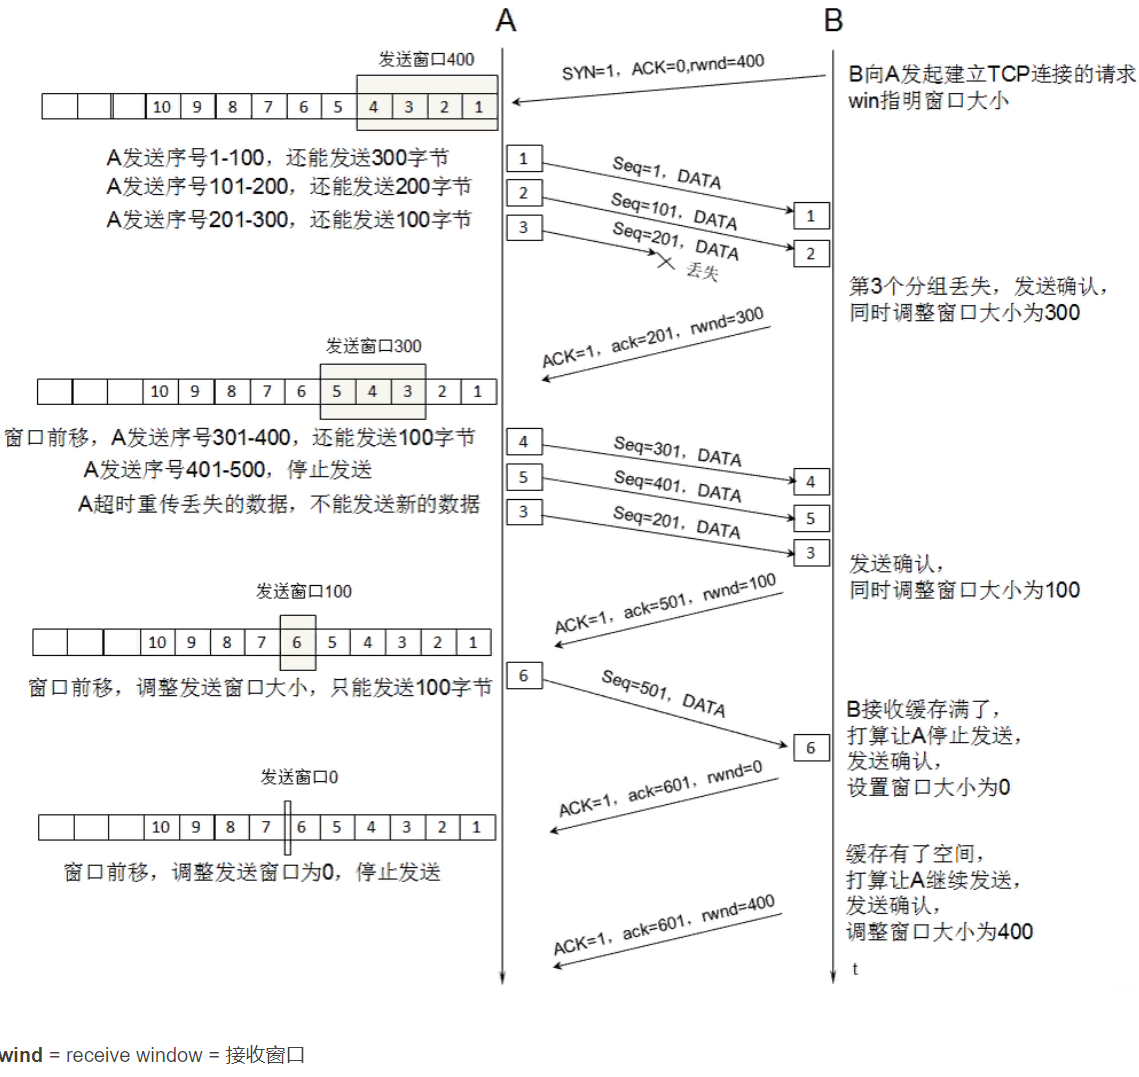 A
B
发送窗口400
SYN=1，ACK=0,rwnd=400
B向A发起建立TCP连接的请求
win指明窗口大小
10 9 8 7 6 5 4 3 2 1
A发送序号1-100，还能发送300字节
A发送序号101-200，还能发送200字节
A发送序号201-300，还能发送100字节
1
Seq=1，DATA
1
2
Seq=101，DATA
2
3
Seq=201，DATA
丢失
第3个分组丢失，发送确认，
同时调整窗口大小为300
ACK=1，ack=201，rwnd=300
发送窗口300
10 9 8 7 6 5 4 3 2 1
窗口前移，A发送序号301-400，还能发送100字节
A发送序号401-500，停止发送
A超时重传丢失的数据，不能发送新的数据
4
Seq=301，DATA
4
5
Seq=401，DATA
5
3
Seq=201，DATA
3
发送确认，
同时调整窗口大小为100
ACK=1，ack=501，rwnd=100
发送窗口100
10 9 8 7 6 5 4 3 2 1
窗口前移，调整发送窗口大小，只能发送100字节
6
Seq=501，DATA
6
B接收缓存满了，
打算让A停止发送，
发送确认，
设置窗口大小为0
ACK=1，ack=601，rwnd=0
发送窗口0
10 9 8 7 6 5 4 3 2 1
窗口前移，调整发送窗口为0，停止发送
缓存有了空间，
打算让A继续发送，
发送确认，
调整窗口大小为400
ACK=1，ack=601，rwnd=400
t
wind = receive window = 接收窗口